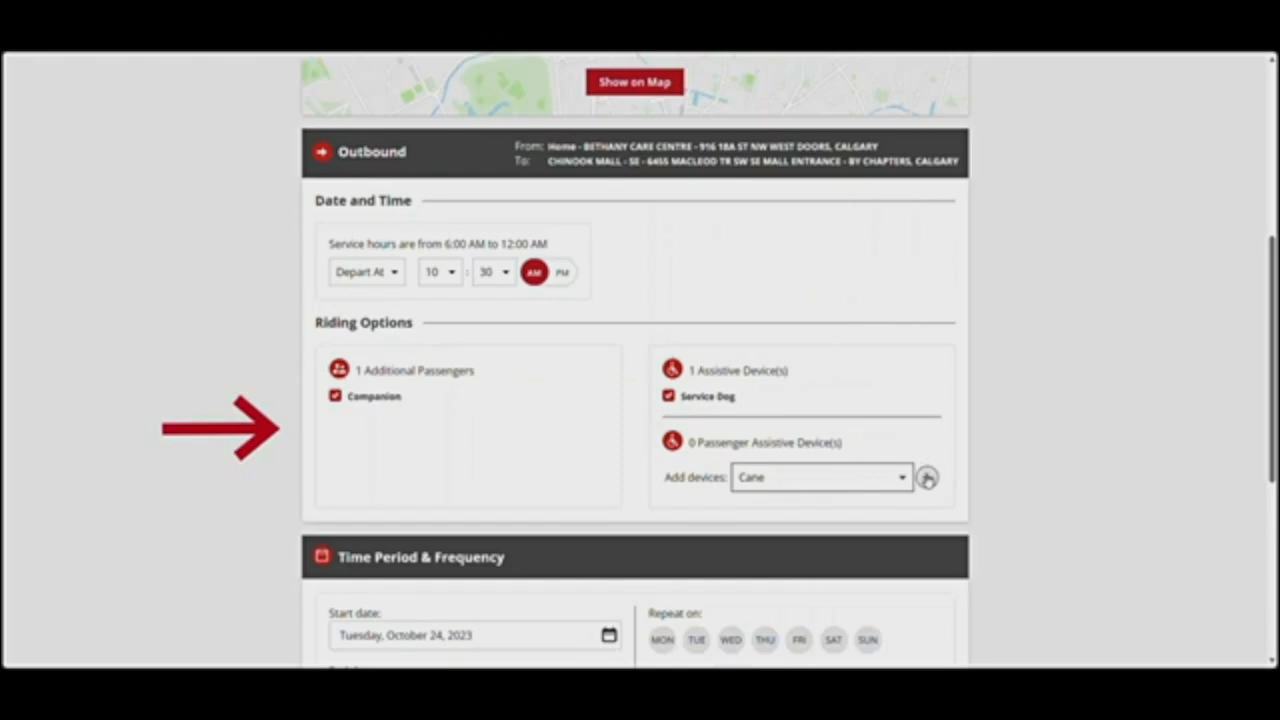 Show on Map
Outbound
From: Home - BETHANY CARE CENTRE - 916 18A ST NW WEST DOORS, CALGARY
To: CHINOOK MALL - SE - 6455 MACLEOD TR SW SE MALL ENTRANCE - BY CHAPTERS, CALGARY
Date and Time
Service hours are from 6:00 AM to 12:00 AM
Depart At 10 : 30 AM PM
Riding Options
1 Additional Passengers
Companion
1 Assistive Device(s)
Service Dog
0 Passenger Assistive Device(s)
Add devices: Cane
Time Period & Frequency
Start date:
Tuesday, October 24, 2023
Repeat on:
MON TUE WED THU FRI SAT SUN